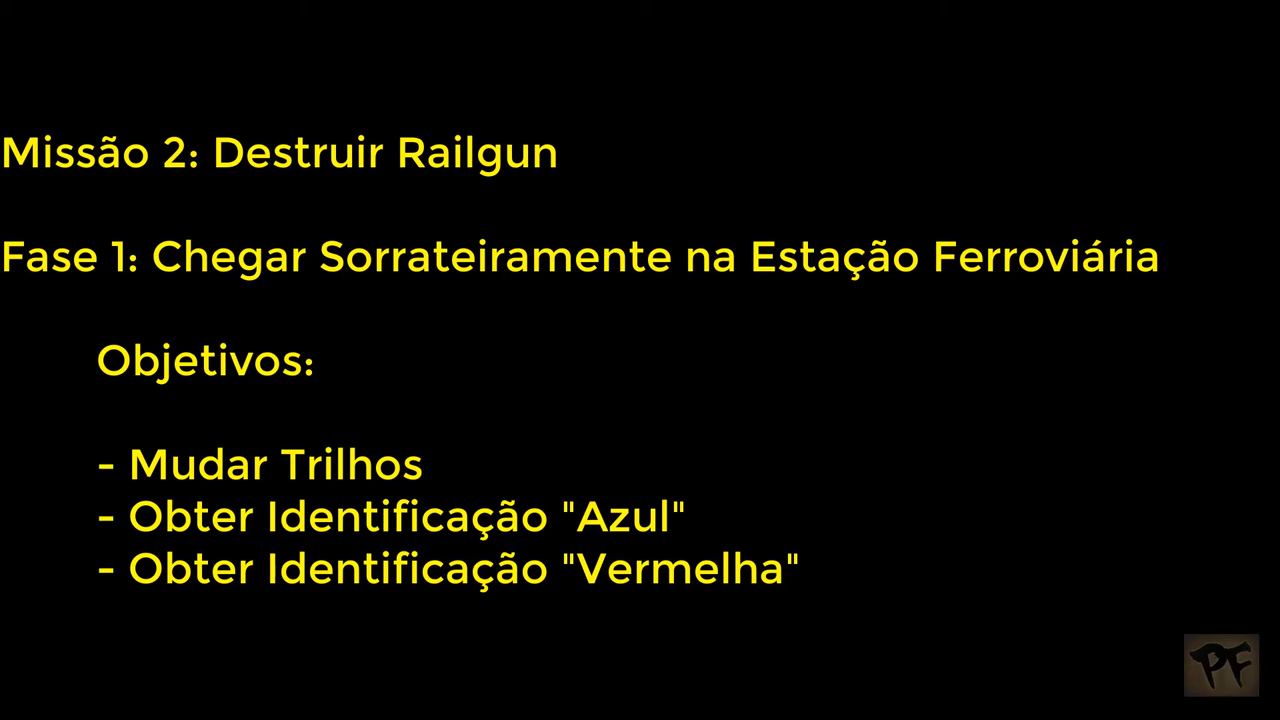 Missão 2: Destruir Railgun
Fase 1: Chegar Sorrateiramente na Estação Ferroviária
Objetivos:
- Mudar Trilhos
- Obter Identificação "Azul"
- Obter Identificação "Vermelha"
PF